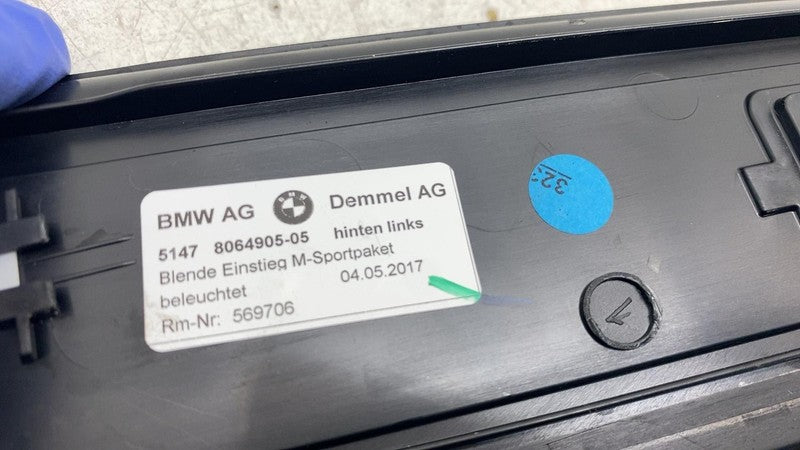 BMW AG Demmel AG
5147 8064905-05 hinten links
Blende Einstieg M-Sportpaket
beleuchtet 04.05.2017
Rm-Nr: 569706
32